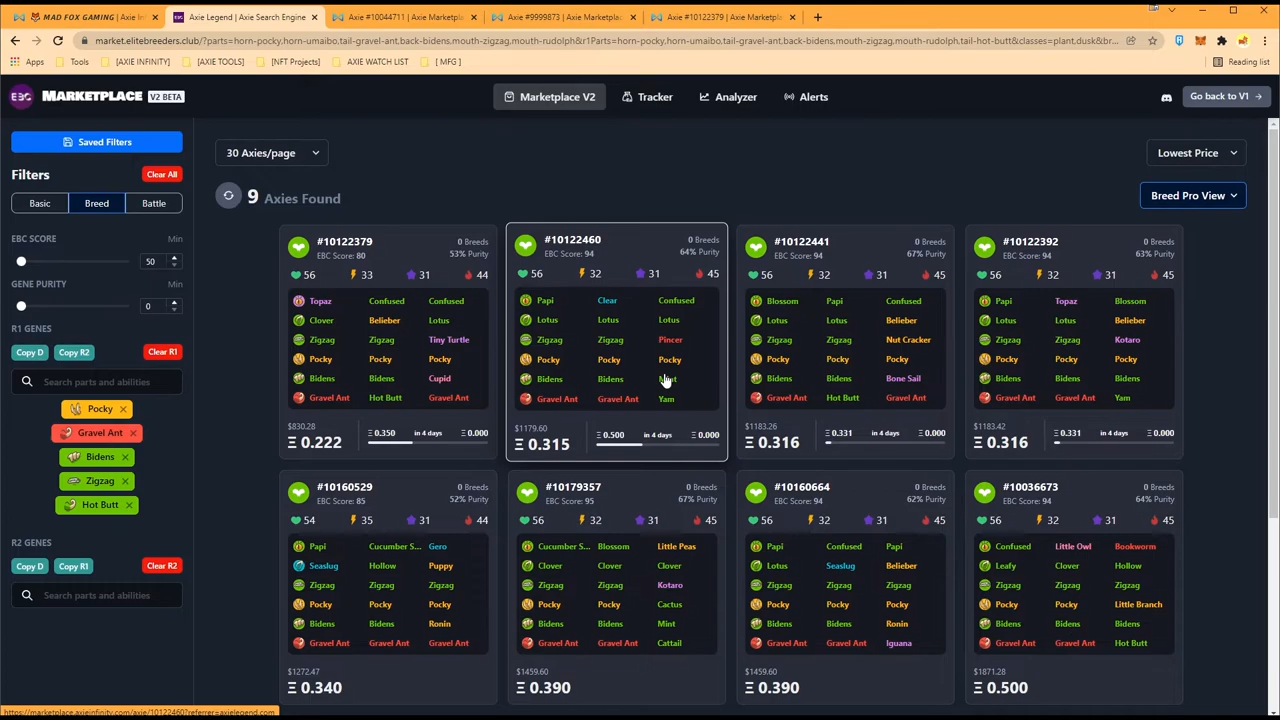 MAD FOX GAMING | Axie In
Axie Legend | Axie Search Engine
Axie #10044711 | Axie Marketpla
Axie #9999873 | Axie Marketplac
Axie #10122379 | Axie Marketpla
market.elitebreeders.club/?parts=horn-pocky,horn-umaibo,tail-gravel-ant,back-bidens,mouth-zigzag,mouth-rudolph&r1Parts=horn-pocky,horn-umaibo,tail-gravel-ant,back-bidens,mouth-zigzag,mouth-rudolph,tail-hot-butt&classes=plant,dusk&br...
Apps
Tools
[AXIE INFINITY]
[AXIE TOOLS]
[NFT Projects]
AXIE WATCH LIST
[ MFG ]
Reading list
EBC MARKETPLACE V2 BETA
Marketplace V2
Tracker
Analyzer
Alerts
Go back to V1 →
Saved Filters
Filters
Clear All
Basic
Breed
Battle
EBC SCORE Min
50
GENE PURITY Min
0
R1 GENES
Copy D Copy R2 Clear R1
Search parts and abilities
Pocky ×
Gravel Ant ×
Bidens ×
Zigzag ×
Hot Butt ×
R2 GENES
Copy D Copy R1 Clear R2
Search parts and abilities
30 Axies/page
Lowest Price
9 Axies Found
Breed Pro View
#10122379 0 Breeds
EBC Score: 80 53% Purity
56 33 31 44
Topaz Confused Confused
Clover Belieber Lotus
Zigzag Zigzag Tiny Turtle
Pocky Pocky Pocky
Bidens Bidens Cupid
Gravel Ant Hot Butt Gravel Ant
$830.28
Ξ 0.222
Ξ 0.350 in 4 days Ξ 0.000
#10122460 0 Breeds
EBC Score: 94 64% Purity
56 32 31 45
Papi Clear Confused
Lotus Lotus Lotus
Zigzag Zigzag Pincer
Pocky Pocky Pocky
Bidens Bidens
Gravel Ant Gravel Ant Yam
$1179.60
Ξ 0.315
Ξ 0.500 in 4 days Ξ 0.000
#10122441 0 Breeds
EBC Score: 94 67% Purity
56 32 31 45
Blossom Papi Confused
Lotus Lotus Belieber
Zigzag Zigzag Nut Cracker
Pocky Pocky Pocky
Bidens Bidens Bone Sail
Gravel Ant Hot Butt Gravel Ant
$1183.26
Ξ 0.316
Ξ 0.331 in 4 days Ξ 0.000
#10122392 0 Breeds
EBC Score: 94 63% Purity
56 32 31 45
Papi Topaz Blossom
Lotus Lotus Belieber
Zigzag Zigzag Kotaro
Pocky Pocky Pocky
Bidens Bidens Bidens
Gravel Ant Gravel Ant Yam
$1183.42
Ξ 0.316
Ξ 0.331 in 4 days Ξ 0.000
#10160529 0 Breeds
EBC Score: 85 52% Purity
54 35 31 44
Papi Cucumber S... Gero
Seaslug Hollow Puppy
Zigzag Zigzag Zigzag
Pocky Pocky Pocky
Bidens Bidens Ronin
Gravel Ant Gravel Ant Gravel Ant
$1272.47
Ξ 0.340
#10179357 0 Breeds
EBC Score: 95 67% Purity
56 32 31 45
Cucumber S... Blossom Little Peas
Clover Clover Clover
Zigzag Zigzag Kotaro
Pocky Pocky Cactus
Bidens Bidens Mint
Gravel Ant Gravel Ant Cattail
$1459.60
Ξ 0.390
#10160664 0 Breeds
EBC Score: 94 62% Purity
56 32 31 45
Papi Confused Papi
Lotus Seaslug Belieber
Zigzag Zigzag Zigzag
Pocky Pocky Pocky
Bidens Bidens Ronin
Gravel Ant Gravel Ant Iguana
$1459.60
Ξ 0.390
#10036673 0 Breeds
EBC Score: 94 64% Purity
56 32 31 45
Confused Little Owl Bookworm
Leafy Clover Hollow
Zigzag Zigzag Zigzag
Pocky Pocky Little Branch
Bidens Bidens Bidens
Gravel Ant Gravel Ant Hot Butt
$1871.28
Ξ 0.500
https://marketplace.axieinfinity.com/axie/10122460?referrer=axielegend.com